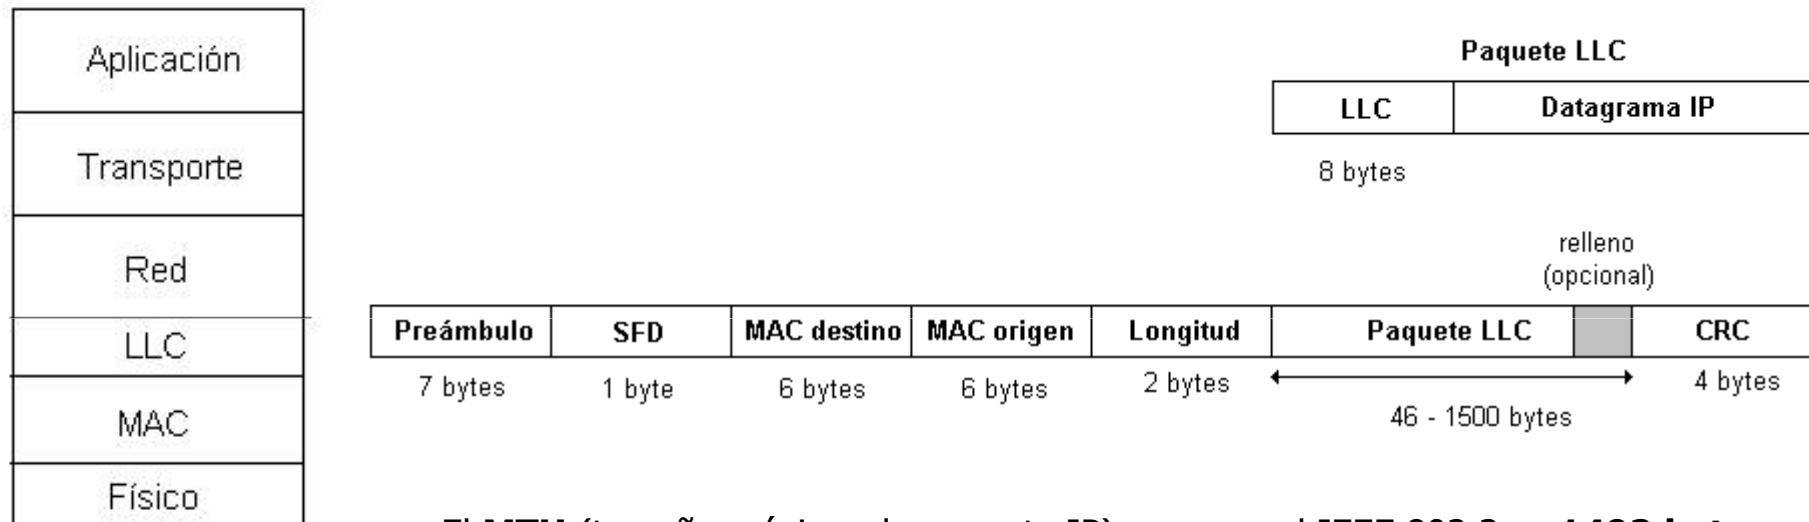 Aplicación
Transporte
Red
LLC
MAC
Físico
Paquete LLC
LLC
Datagrama IP
8 bytes
relleno
(opcional)
Preámbulo
SFD
MAC destino
MAC origen
Longitud
Paquete LLC
CRC
7 bytes
1 byte
6 bytes
6 bytes
2 bytes
46 - 1500 bytes
4 bytes